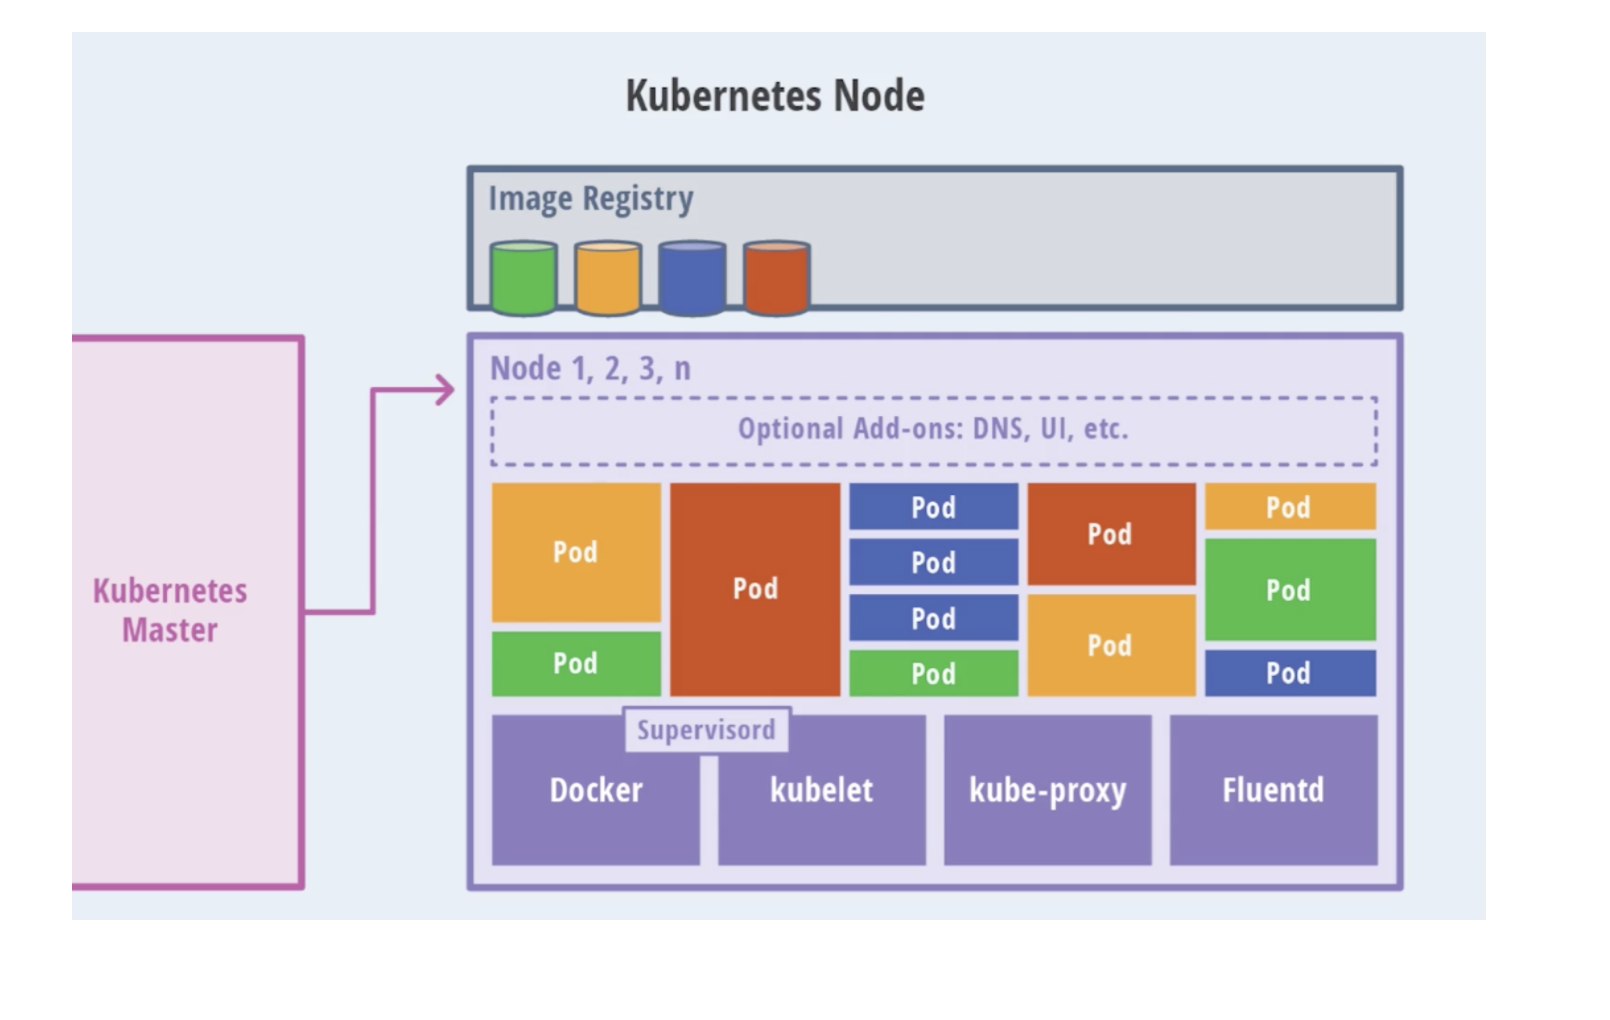 Kubernetes Node
Image Registry
Kubernetes
Master
Node 1, 2, 3, n
Optional Add-ons: DNS, UI, etc.
Pod
Pod
Pod
Pod
Pod
Pod
Pod
Pod
Pod
Pod
Pod
Pod
Supervisord
Docker
kubelet
kube-proxy
Fluentd